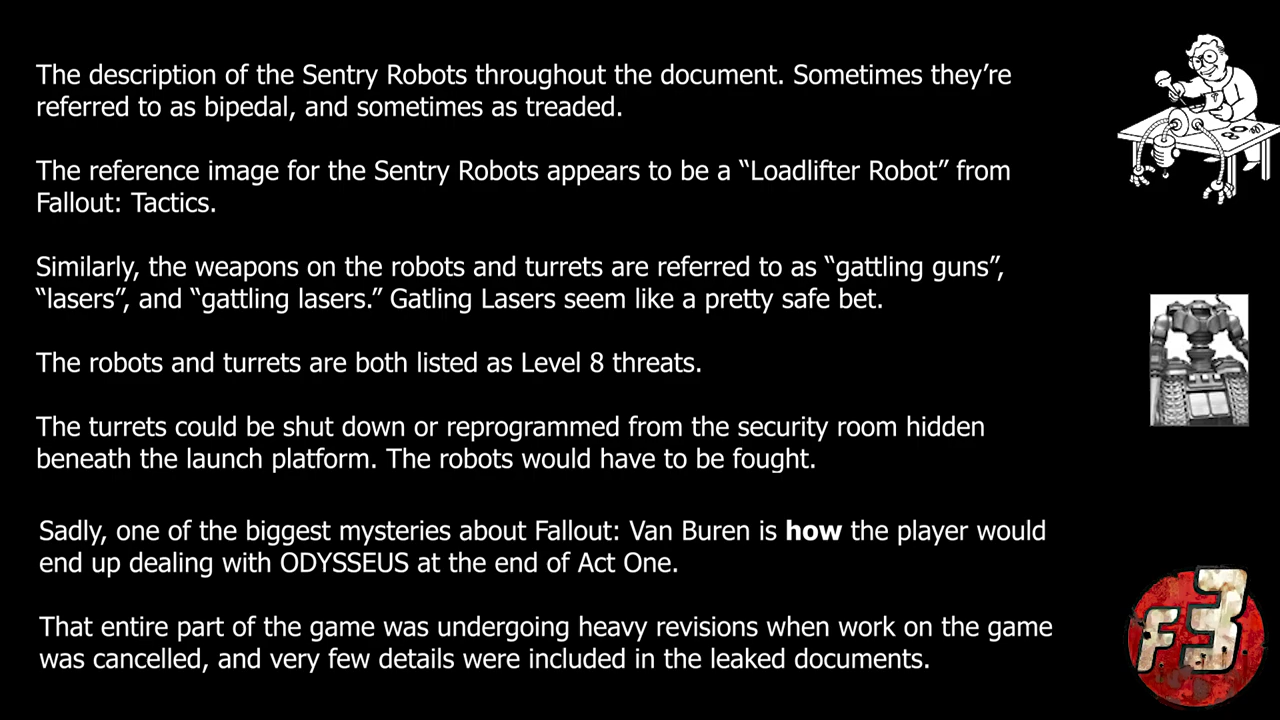 The description of the Sentry Robots throughout the document. Sometimes they're
referred to as bipedal, and sometimes as treaded.
The reference image for the Sentry Robots appears to be a “Loadlifter Robot” from
Fallout: Tactics.
Similarly, the weapons on the robots and turrets are referred to as “gattling guns”,
“lasers”, and “gattling lasers.” Gatling Lasers seem like a pretty safe bet.
The robots and turrets are both listed as Level 8 threats.
The turrets could be shut down or reprogrammed from the security room hidden
beneath the launch platform. The robots would have to be fought.
Sadly, one of the biggest mysteries about Fallout: Van Buren is how the player would
end up dealing with ODYSSEUS at the end of Act One.
That entire part of the game was undergoing heavy revisions when work on the game
was cancelled, and very few details were included in the leaked documents.
F3